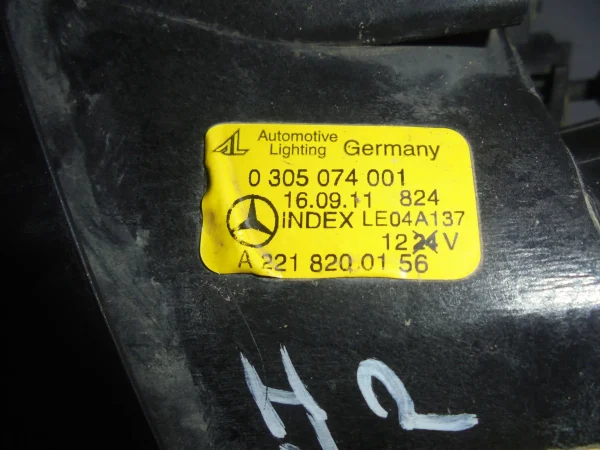 AL
Automotive
Lighting Germany
0 305 074 001
16.09.11 824
INDEX LE04A137
12 24 V
A 221 820 01 56
H 2